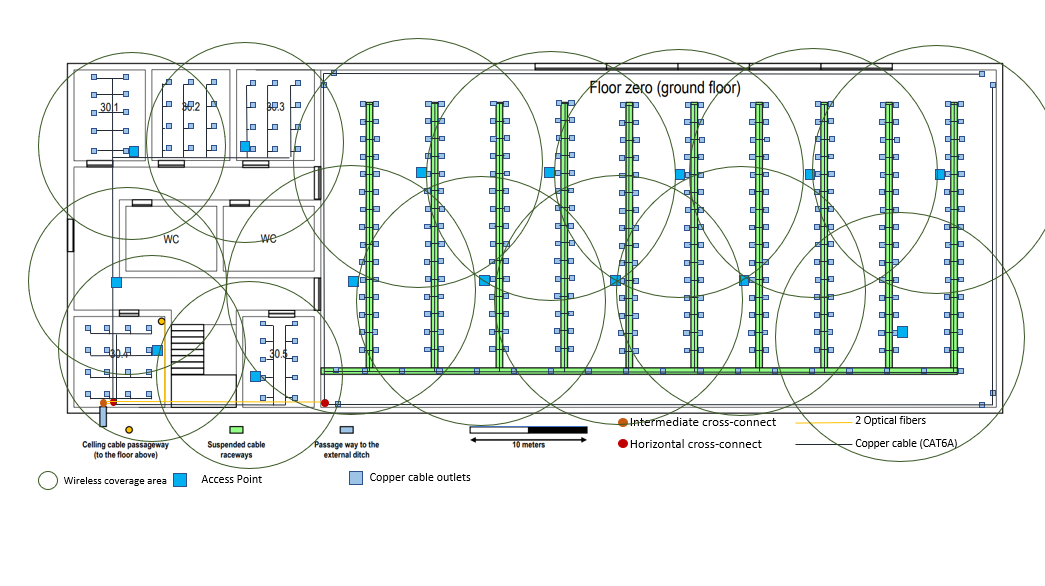 Floor zero (ground floor)
30.1
30.2
30.3
WC
WC
30.4
30.5
Intermediate cross-connect
2 Optical fibers
Celling cable passageway
(to the floor above)
Suspended cable
raceways
Passage way to the
external ditch
10 meters
Horizontal cross-connect
Copper cable (CAT6A)
Wireless coverage area
Access Point
Copper cable outlets